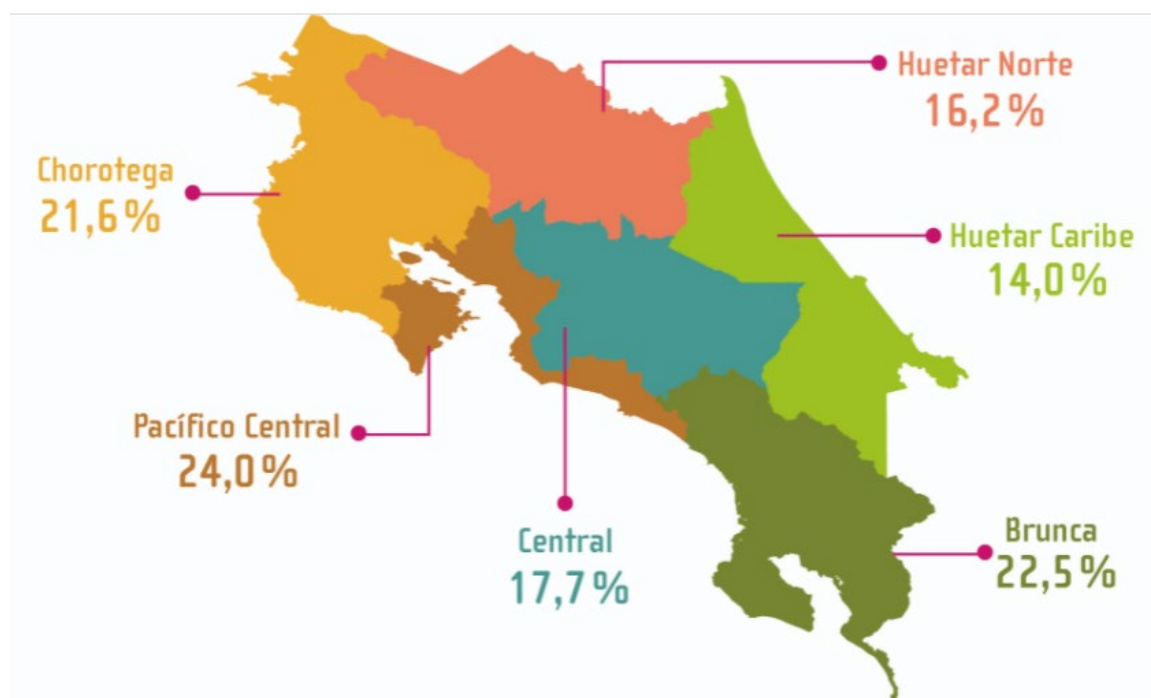 Huetar Norte
16,2%
Chorotega
21,6%
Huetar Caribe
14,0%
Pacífico Central
24,0%
Central
17,7%
Brunca
22,5%